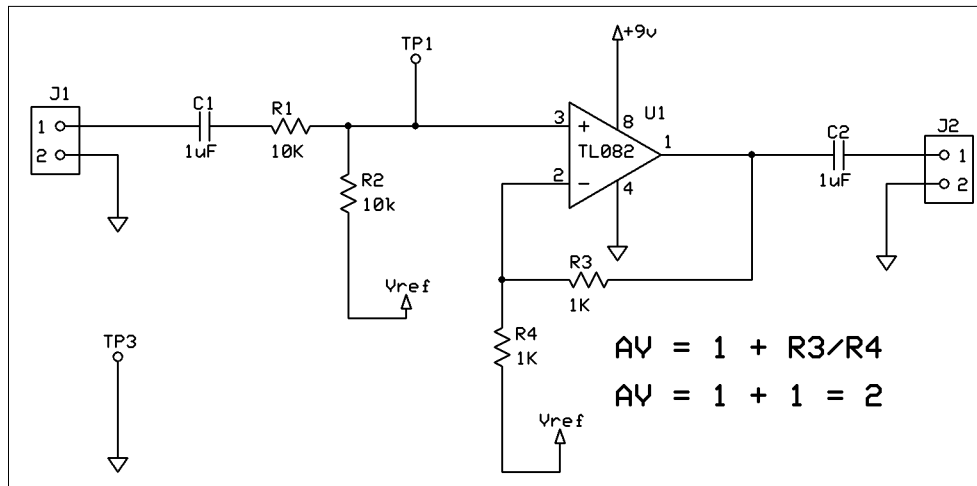 +9v
TP1
J1
1
2
C1
1uF
R1
10K
R2
10k
Vref
3
+
2
-
TL082
8
4
U1
1
C2
1uF
J2
1
2
R3
1K
R4
1K
Vref
TP3
AV = 1 + R3/R4
AV = 1 + 1 = 2